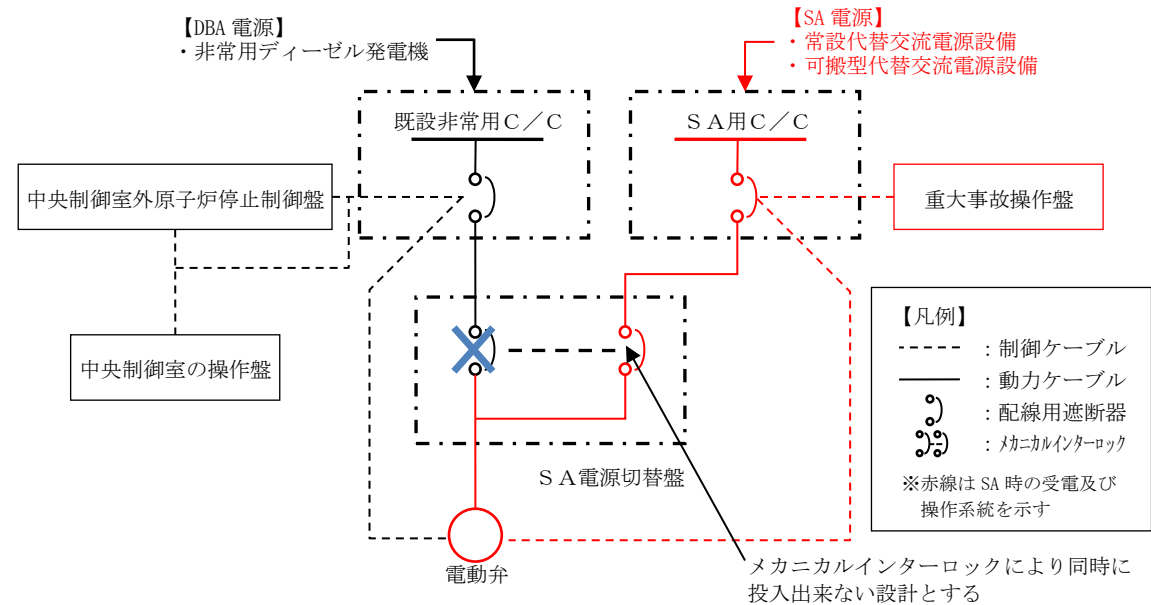 【DBA 電源】
・非常用ディーゼル発電機
【SA 電源】
・常設代替交流電源設備
・可搬型代替交流電源設備
既設非常用C／C
ＳＡ用C／C
中央制御室外原子炉停止制御盤
重大事故操作盤
中央制御室の操作盤
ＳＡ電源切替盤
電動弁
メカニカルインターロックにより同時に
投入出来ない設計とする
【凡例】
：制御ケーブル
：動力ケーブル
：配線用遮断器
：ﾒｶﾆｶﾙｲﾝﾀｰﾛｯｸ
※赤線は SA 時の受電及び
操作系統を示す